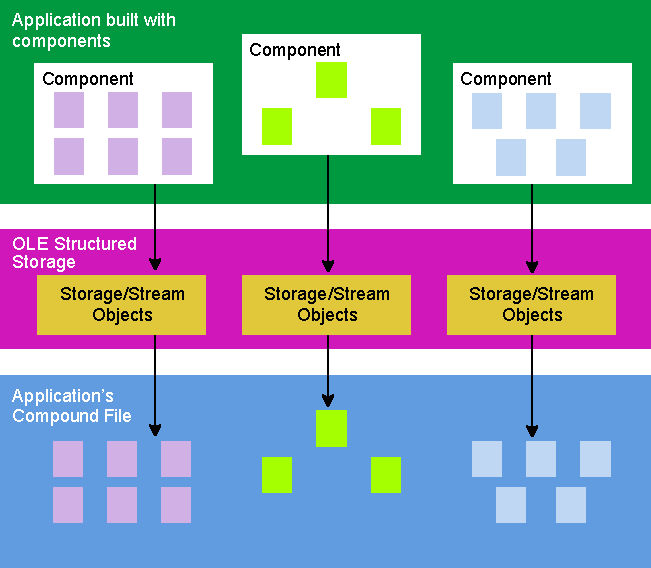 Application built with
components
Component
Component
Component
OLE Structured
Storage
Storage/Stream
Objects
Storage/Stream
Objects
Storage/Stream
Objects
Application's
Compound File